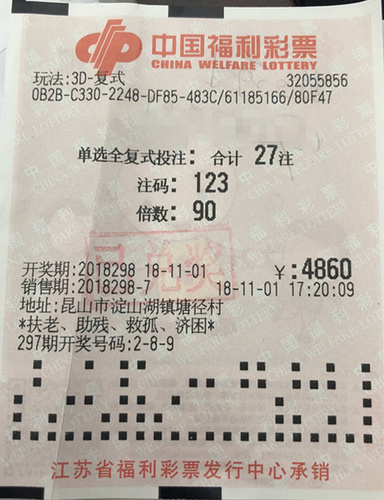 中国福利彩票
CHINA WELFARE LOTTERY
玩法:3D-复式 32055856
0B2B-C330-2248-DF85-483C/61185166/80F47
单选全复式投注: 合计 27注
注码: 123
倍数: 90
已兑奖
开奖期:2018298 18-11-01 ¥:4860
销售期:2018298-7 18-11-01 17:20:09
地址:昆山市淀山湖镇塘径村
*扶老、助残、救孤、济困*
297期开奖号码:2-8-9
江苏省福利彩票发行中心承销